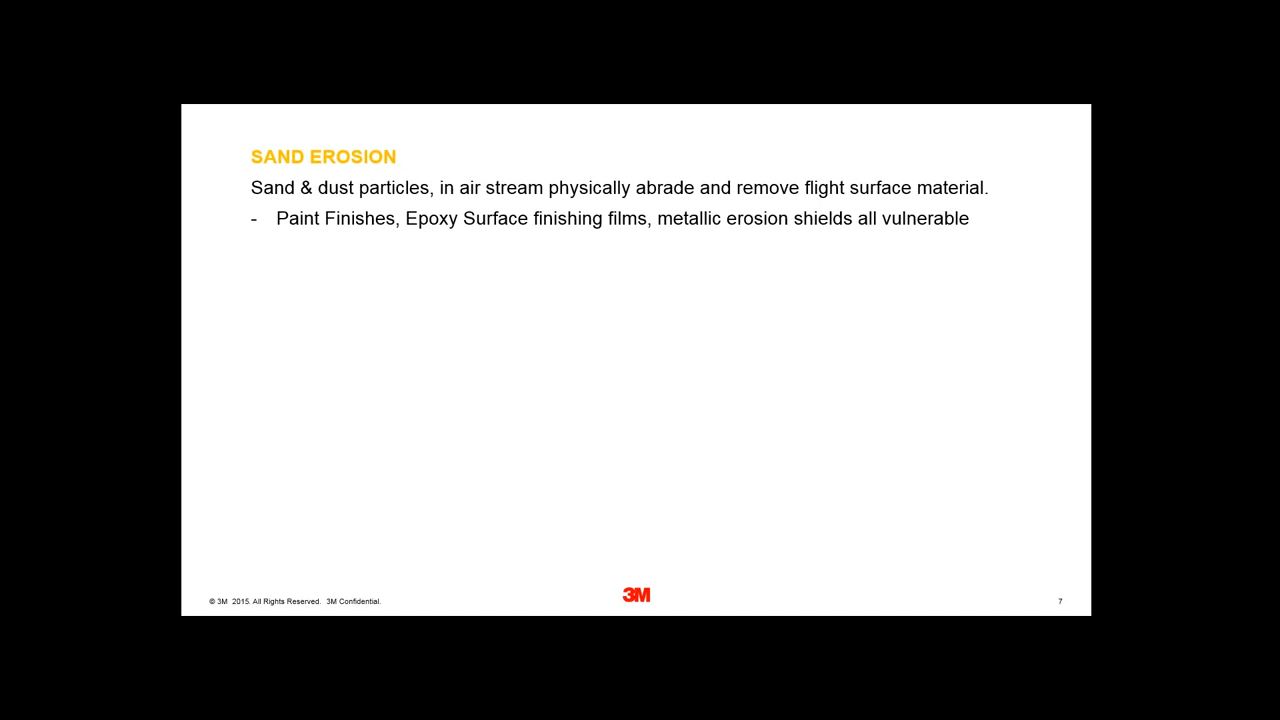 SAND EROSION
Sand & dust particles, in air stream physically abrade and remove flight surface material.
- Paint Finishes, Epoxy Surface finishing films, metallic erosion shields all vulnerable
© 3M 2015. All Rights Reserved. 3M Confidential.
3M
7